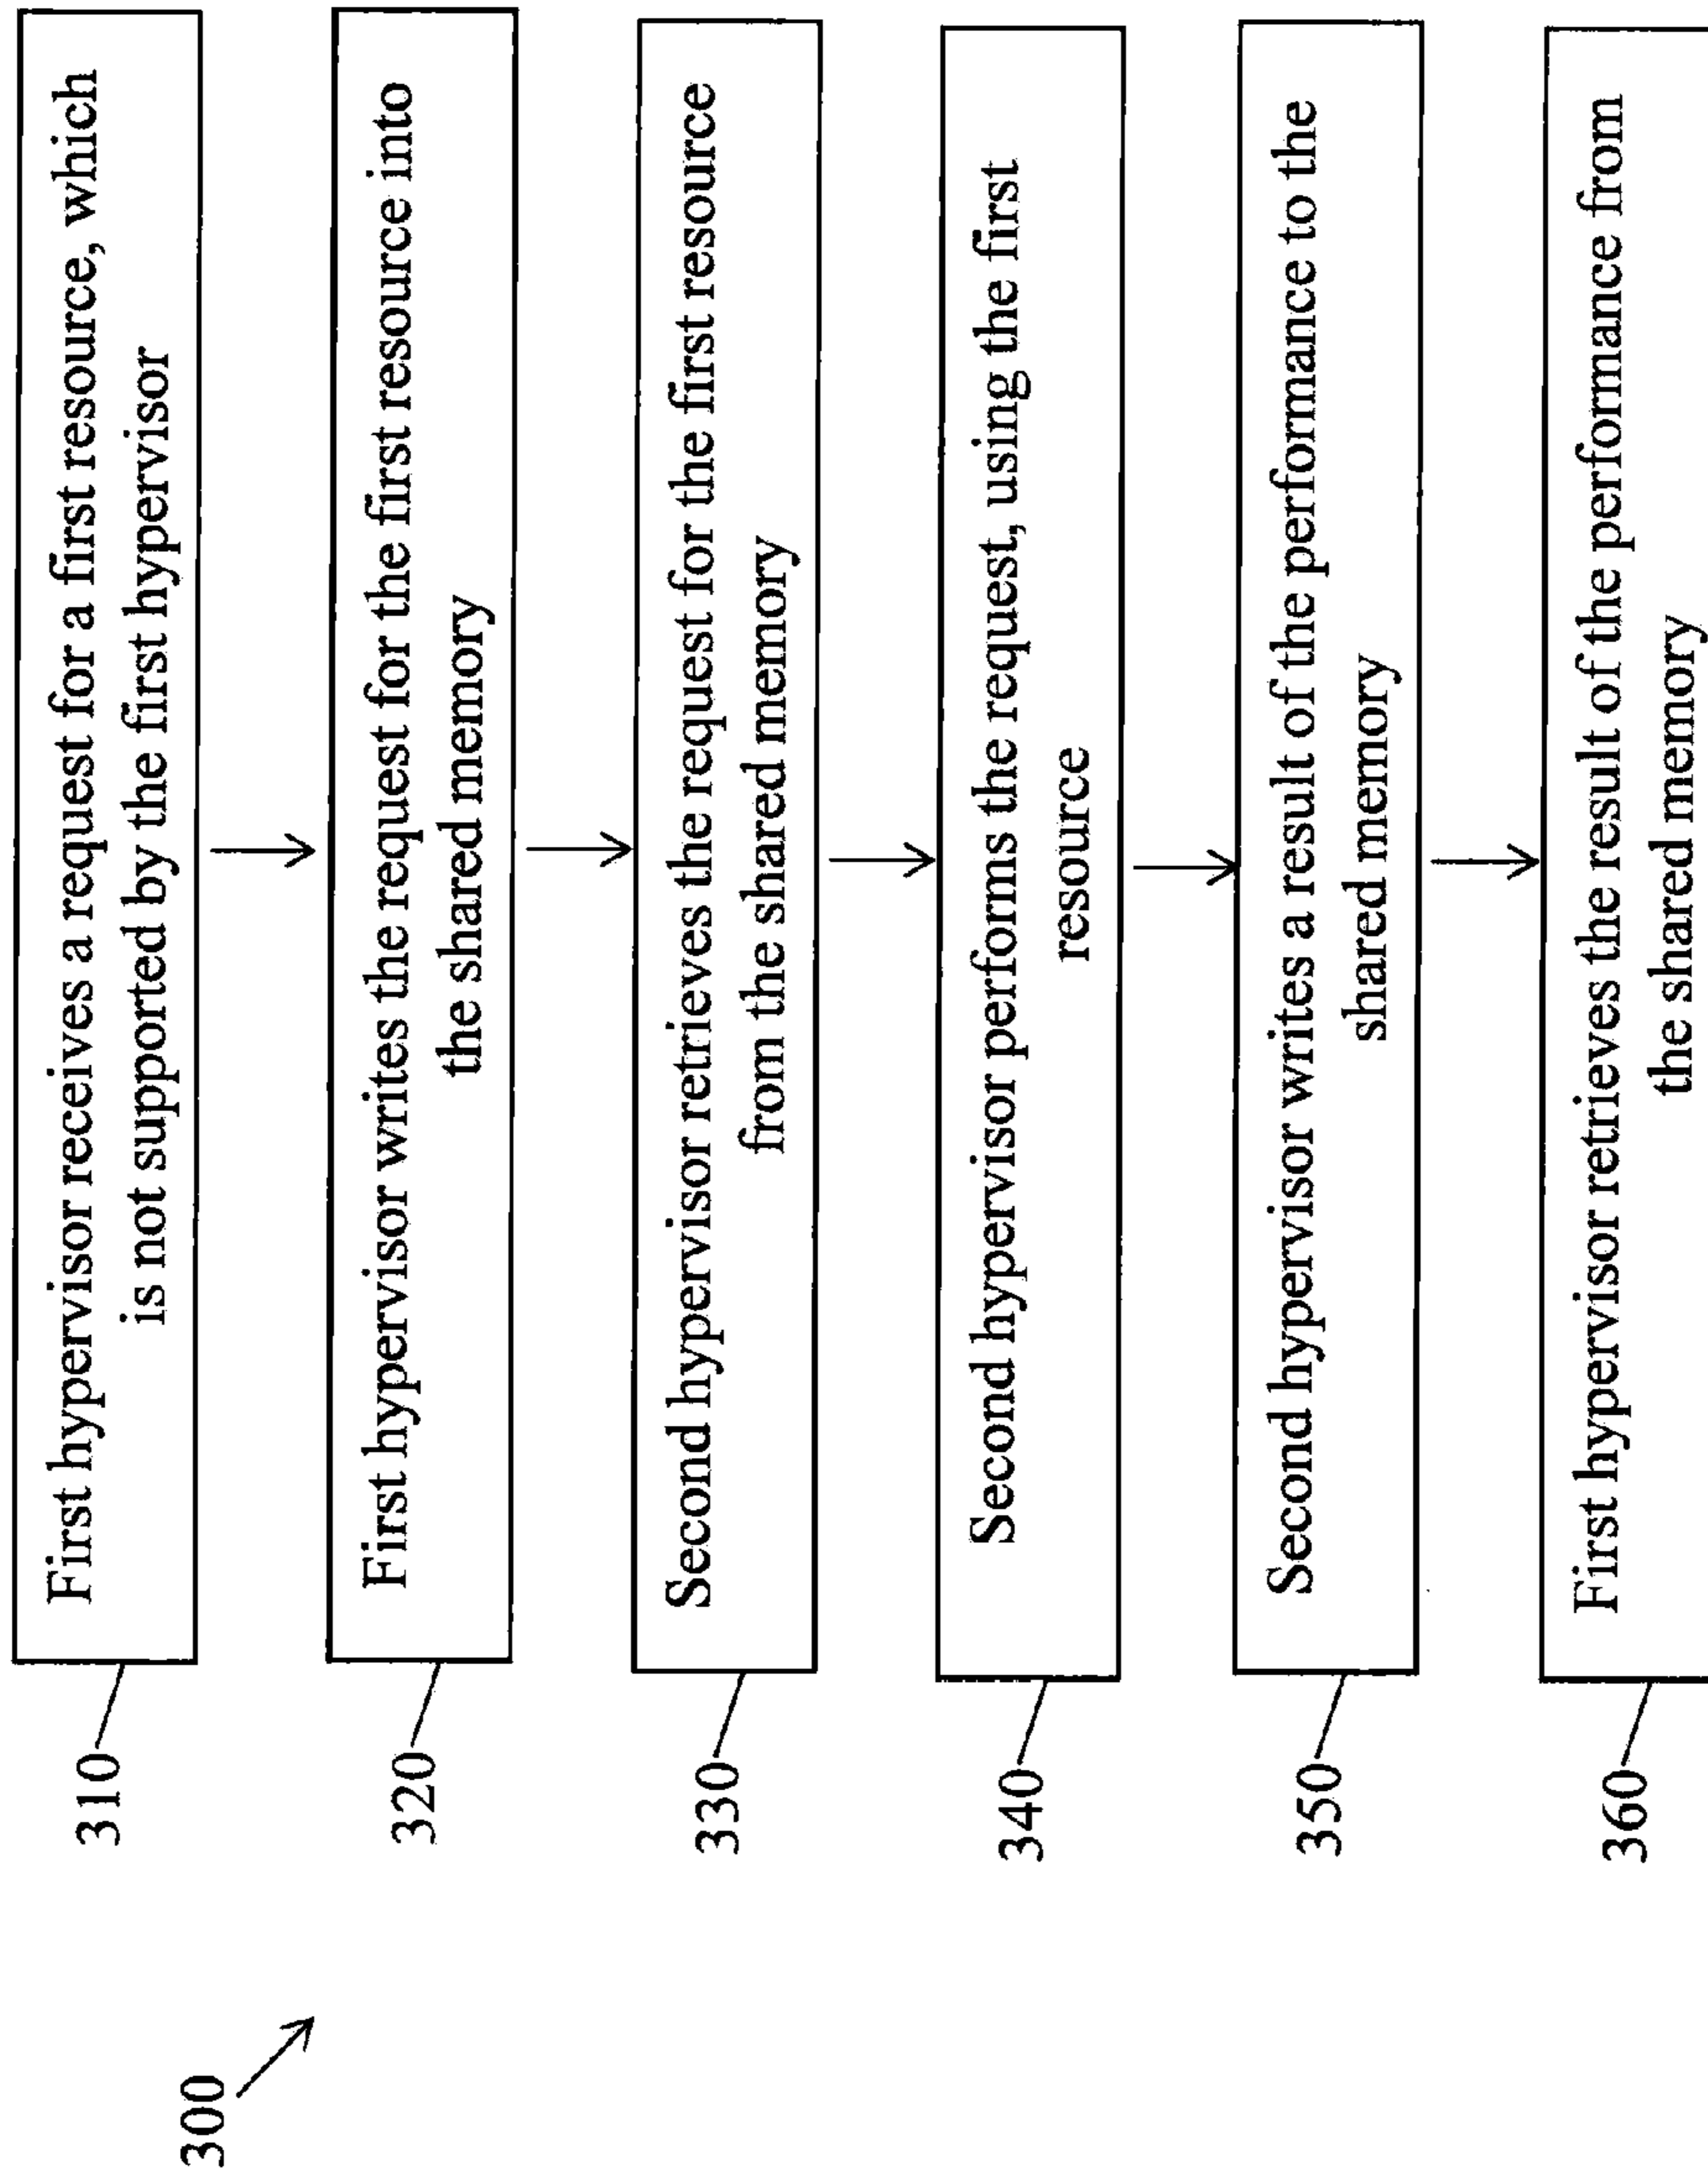 300
310
First hypervisor receives a request for a first resource, which
is not supported by the first hypervisor
320
First hypervisor writes the request for the first resource into
the shared memory
330
Second hypervisor retrieves the request for the first resource
from the shared memory
340
Second hypervisor performs the request, using the first
resource
350
Second hypervisor writes a result of the performance to the
shared memory
360
First hypervisor retrieves the result of the performance from
the shared memory